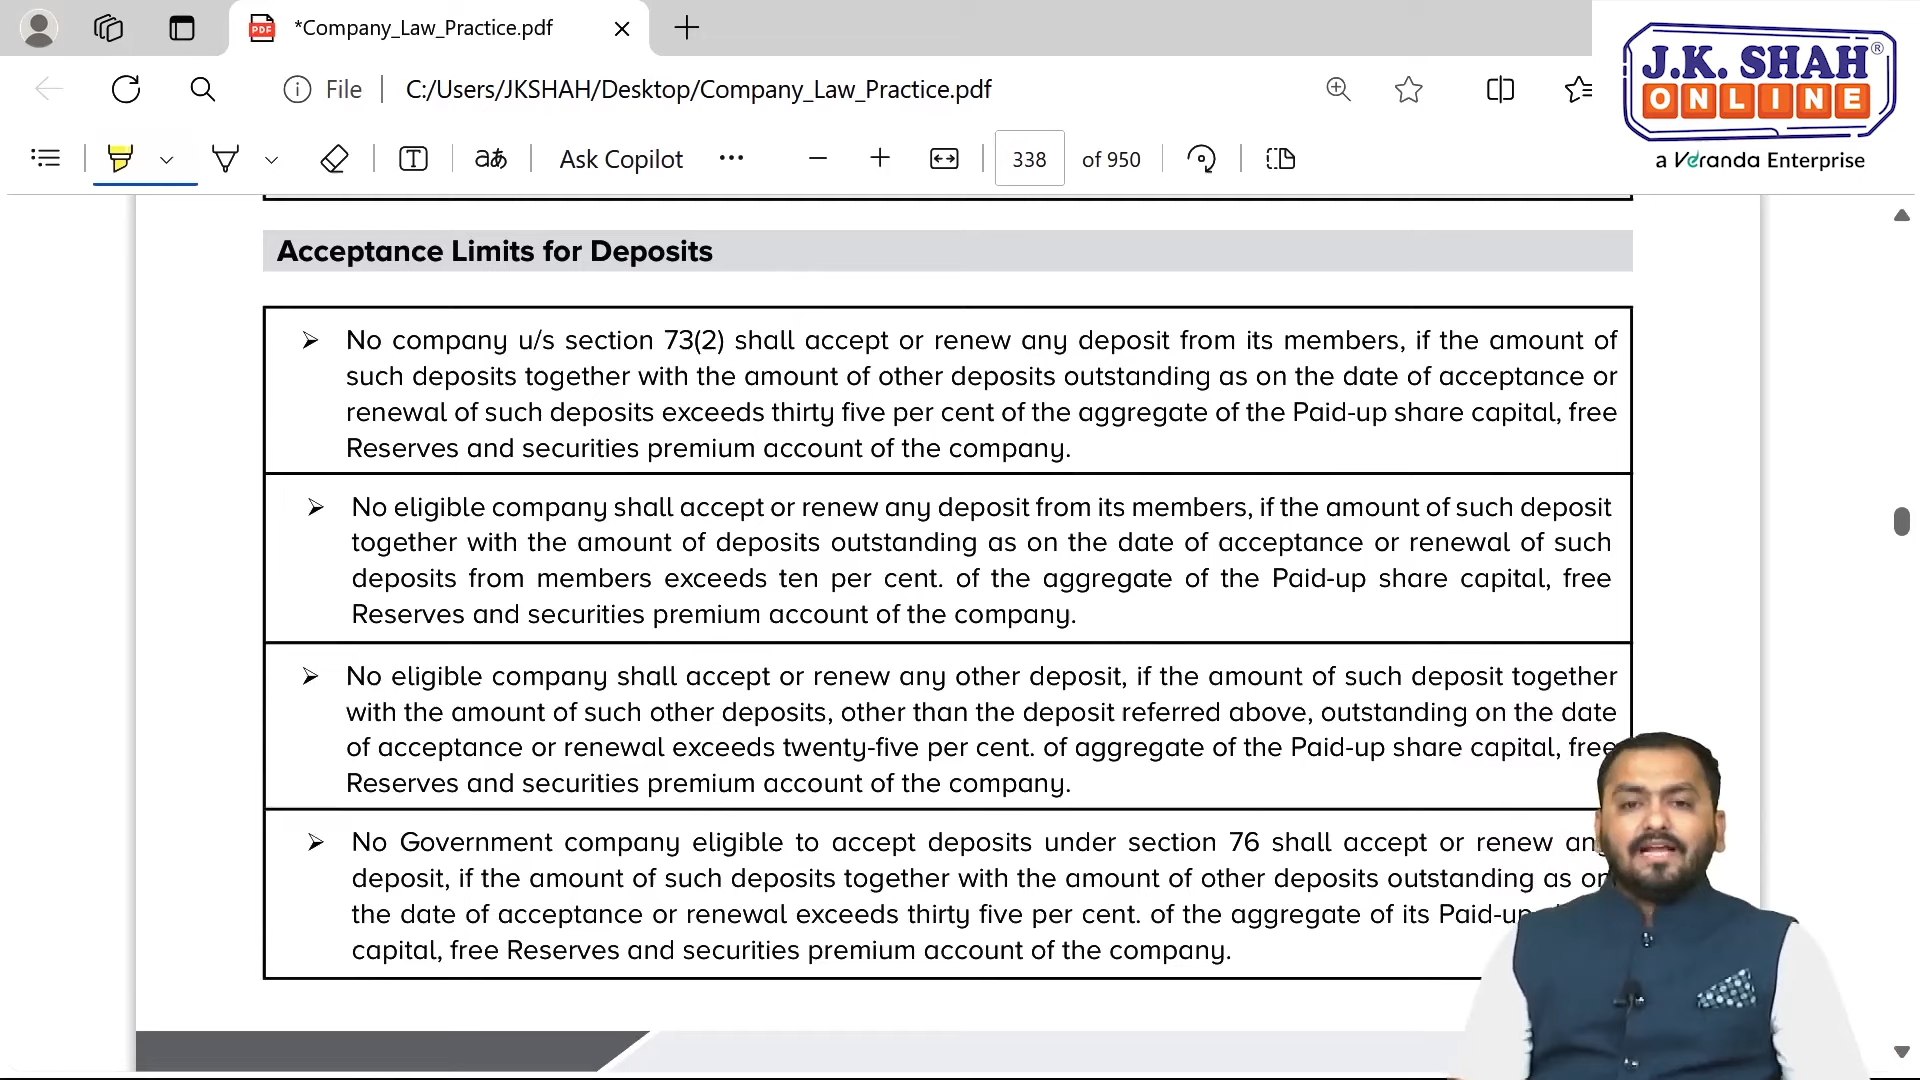 *Company_Law_Practice.pdf
File
C:/Users/JKSHAH/Desktop/Company_Law_Practice.pdf
J.K. SHAH®
ONLINE
a Veranda Enterprise
Ask Copilot
338 of 950
Acceptance Limits for Deposits
➢ No company u/s section 73(2) shall accept or renew any deposit from its members, if the amount of
such deposits together with the amount of other deposits outstanding as on the date of acceptance or
renewal of such deposits exceeds thirty five per cent of the aggregate of the Paid-up share capital, free
Reserves and securities premium account of the company.
➢ No eligible company shall accept or renew any deposit from its members, if the amount of such deposit
together with the amount of deposits outstanding as on the date of acceptance or renewal of such
deposits from members exceeds ten per cent. of the aggregate of the Paid-up share capital, free
Reserves and securities premium account of the company.
➢ No eligible company shall accept or renew any other deposit, if the amount of such deposit together
with the amount of such other deposits, other than the deposit referred above, outstanding on the date
of acceptance or renewal exceeds twenty-five per cent. of aggregate of the Paid-up share capital, free
Reserves and securities premium account of the company.
➢ No Government company eligible to accept deposits under section 76 shall accept or renew any
deposit, if the amount of such deposits together with the amount of other deposits outstanding as on
the date of acceptance or renewal exceeds thirty five per cent. of the aggregate of its Paid-up
capital, free Reserves and securities premium account of the company.